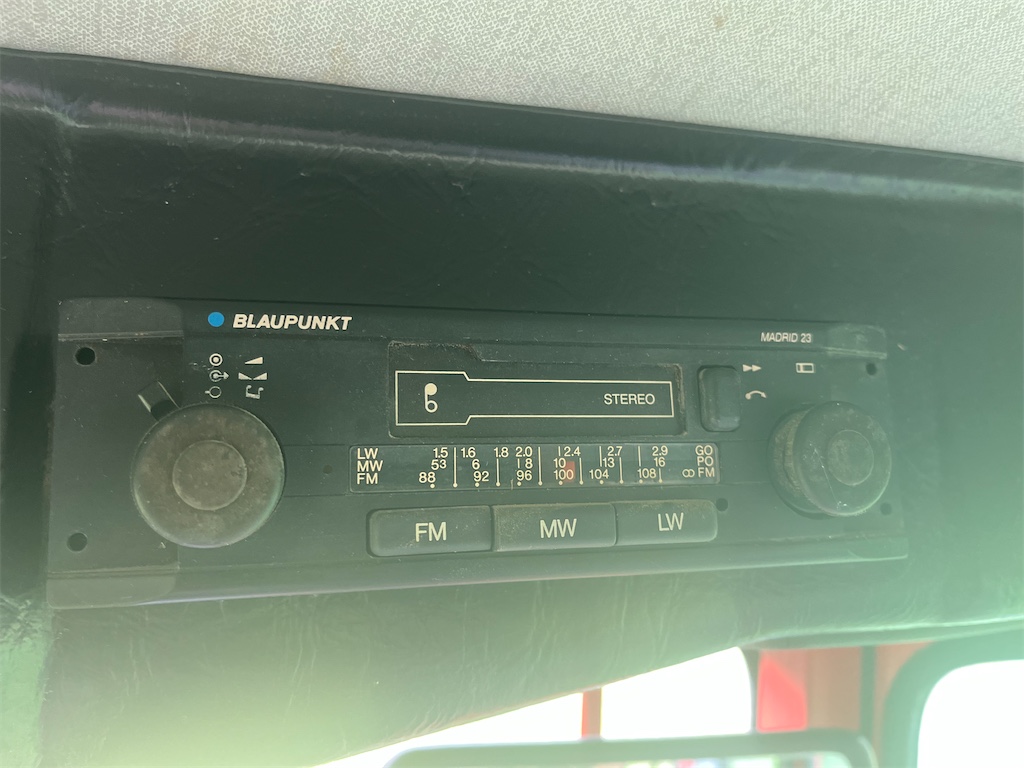 BLAUPUNKT
MADRID 23
STEREO
LW 1.5 1.6 1.8 2.0 2.4 2.7 2.9 GO
MW 53 6 8 10 13 16 PO
FM 88 92 96 100 104 108 FM
FM MW LW